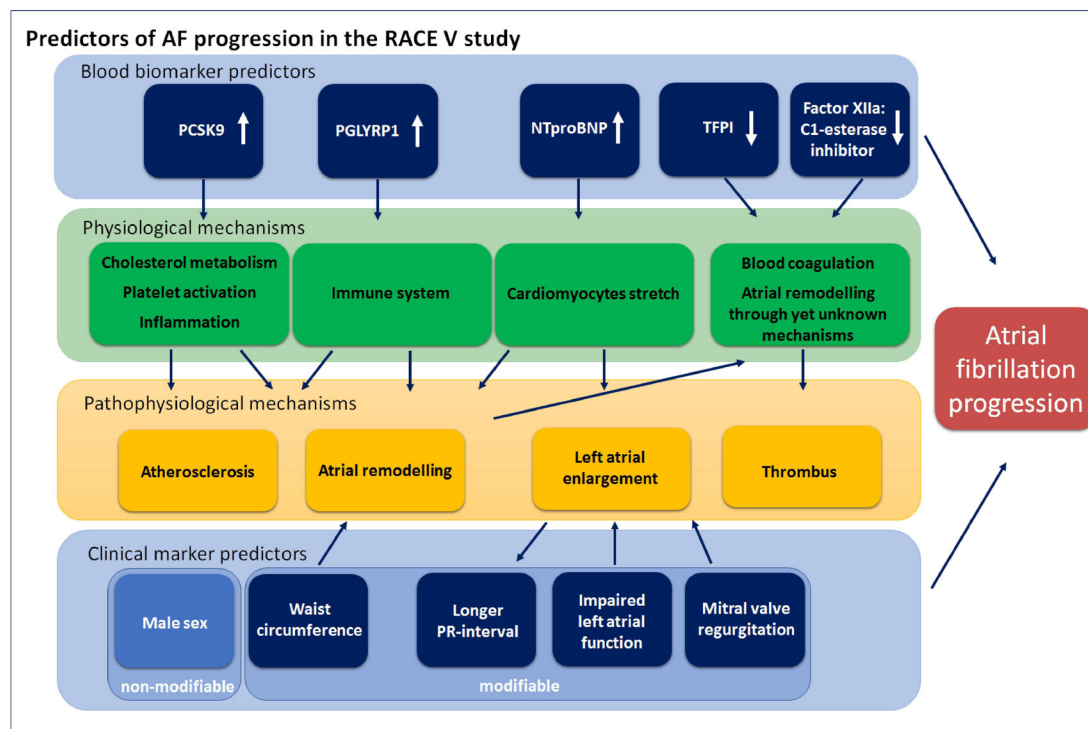 Predictors of AF progression in the RACE V study
Blood biomarker predictors
PCSK9
PGLYRP1
NTproBNP
TFPI
Factor XIIa:
C1-esterase
inhibitor
Physiological mechanisms
Cholesterol metabolism
Platelet activation
Inflammation
Immune system
Cardiomyocytes stretch
Blood coagulation
Atrial remodelling
through yet unknown
mechanisms
Atrial
fibrillation
progression
Pathophysiological mechanisms
Atherosclerosis
Atrial remodelling
Left atrial
enlargement
Thrombus
Clinical marker predictors
Male sex
Waist
circumference
Longer
PR-interval
Impaired
left atrial
function
Mitral valve
regurgitation
non-modifiable
modifiable